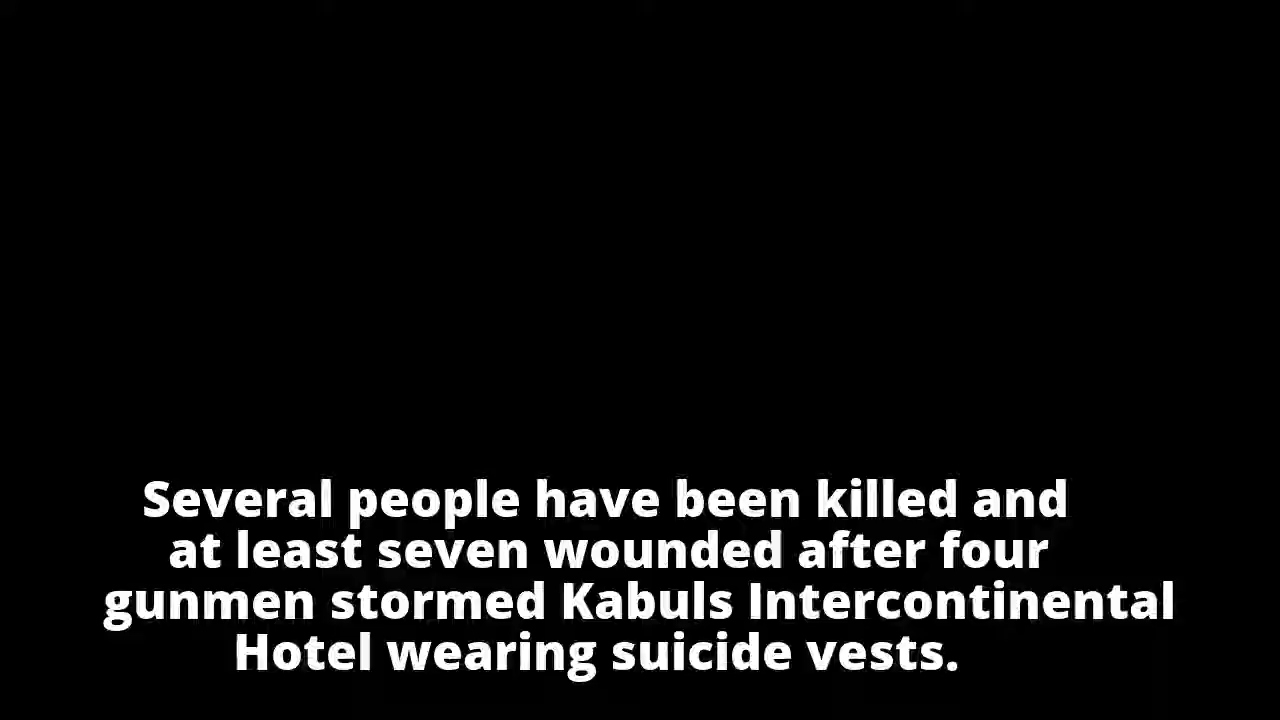 Several people have been killed and
at least seven wounded after four
gunmen stormed Kabuls Intercontinental
Hotel wearing suicide vests.